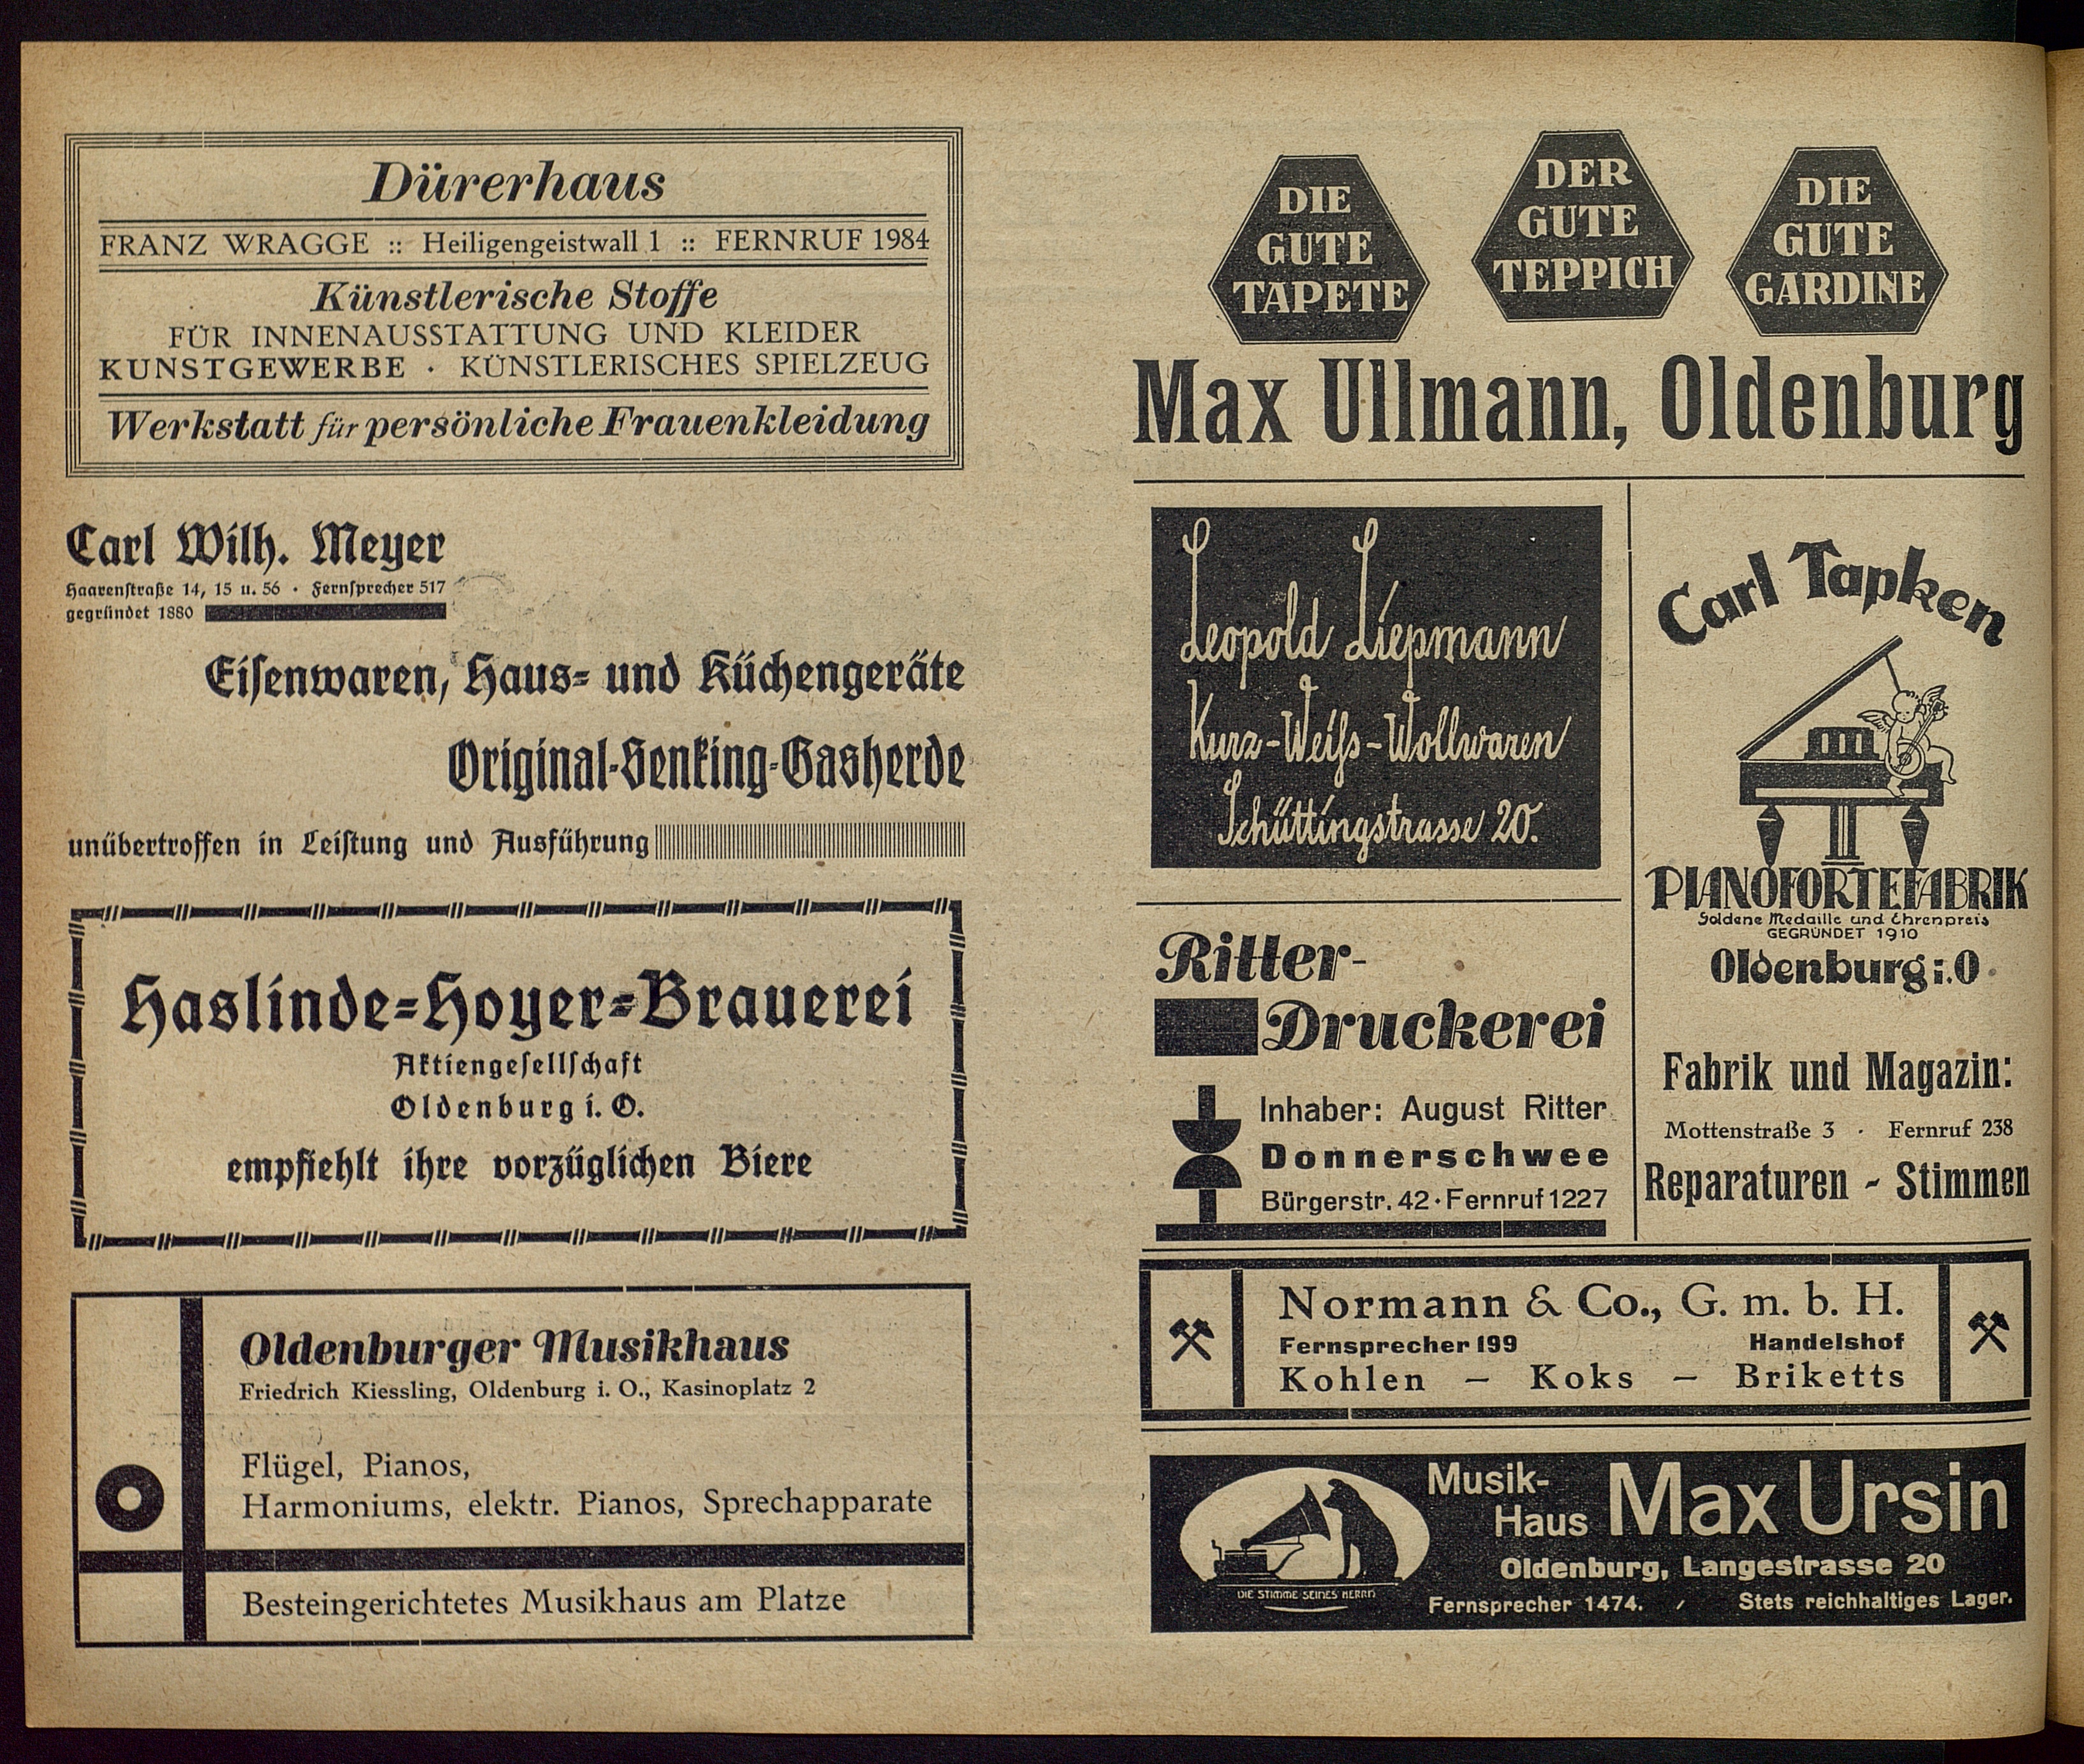 Dürerhaus
FRANZ WRAGGE :: Heiligengeistwall 1 :: FERNRUF 1984
Künstlerische Stoffe
FÜR INNENAUSSTATTUNG UND KLEIDER
KUNSTGEWERBE · KÜNSTLERISCHES SPIELZEUG
Werkstatt für persönliche Frauenkleidung
Carl Wilh. Meyer
Haarenſtraße 14, 15 u. 56 · Fernſprecher 517
gegründet 1880
Eiſenwaren, Haus- und Küchengeräte
Original-Senking-Gasherde
unübertroffen in Leiſtung und Ausführung
Haslinde-Hoyer-Brauerei
Aktiengeſellſchaft
Oldenburg i. O.
empfiehlt ihre vorzüglichen Biere
Oldenburger Musikhaus
Friedrich Kiessling, Oldenburg i. O., Kasinoplatz 2
Flügel, Pianos,
Harmoniums, elektr. Pianos, Sprechapparate
Besteingerichtetes Musikhaus am Platze
DIE
GUTE
TAPETE
DER
GUTE
TEPPICH
DIE
GUTE
GARDINE
Max Ullmann, Oldenburg
Leopold Liepmann
Kurz-Weiſs-Wollwaren
Schüttingstrasse 20.
Carl Tapken
PIANOFORTEFABRIK
Goldene Medaille und Ehrenpreis
GEGRÜNDET 1910
Oldenburg i. O.
Fabrik und Magazin:
Mottenstraße 3 · Fernruf 238
Reparaturen - Stimmen
Ritter-
Druckerei
Inhaber: August Ritter
Donnerschwee
Bürgerstr. 42 · Fernruf 1227
Normann & Co., G. m. b. H.
Fernsprecher 199 Handelshof
Kohlen — Koks — Briketts
Musik-
Haus Max Ursin
Oldenburg, Langestrasse 20
Fernsprecher 1474. Stets reichhaltiges Lager.
DIE STIMME SEINES HERRN